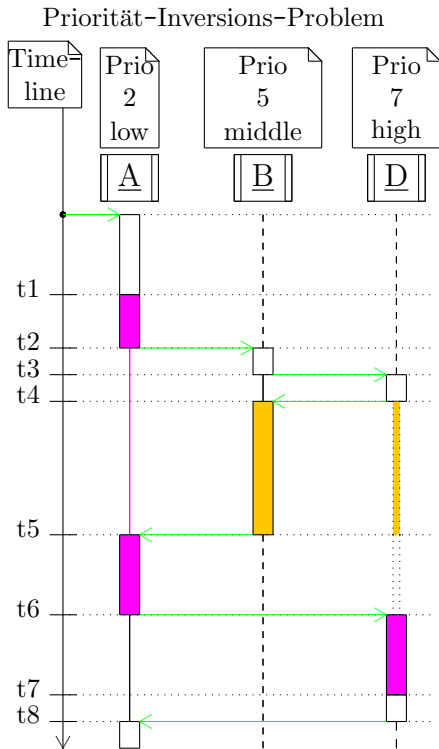 Priorität-Inversions-Problem
Time-
line
Prio
2
low
Prio
5
middle
Prio
7
high
A
B
D
t1
t2
t3
t4
t5
t6
t7
t8